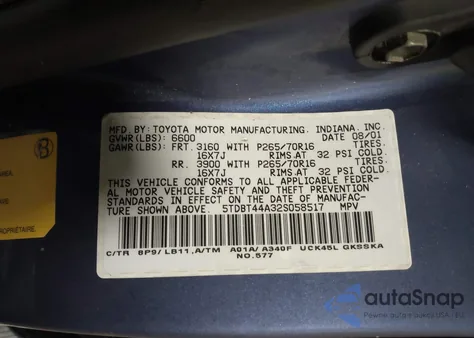 MFD. BY: TOYOTA MOTOR MANUFACTURING, INDIANA, INC.
GVWR(LBS): 6600 DATE: 08/01
GAWR(LBS): FRT. 3160 WITH P265/70R16 TIRES.
16X7J RIMS AT 32 PSI COLD.
RR. 3900 WITH P265/70R16 TIRES.
16X7J RIMS AT 32 PSI COLD.
THIS VEHICLE CONFORMS TO ALL APPLICABLE FEDER-
AL MOTOR VEHICLE SAFETY AND THEFT PREVENTION
STANDARDS IN EFFECT ON THE DATE OF MANUFAC-
TURE SHOWN ABOVE. 5TDBT44A32S058517 MPV
C/TR 8P9/LB11,A/TM A01A/A340F UCK45L GKSSKA
NO.577
autoSnap